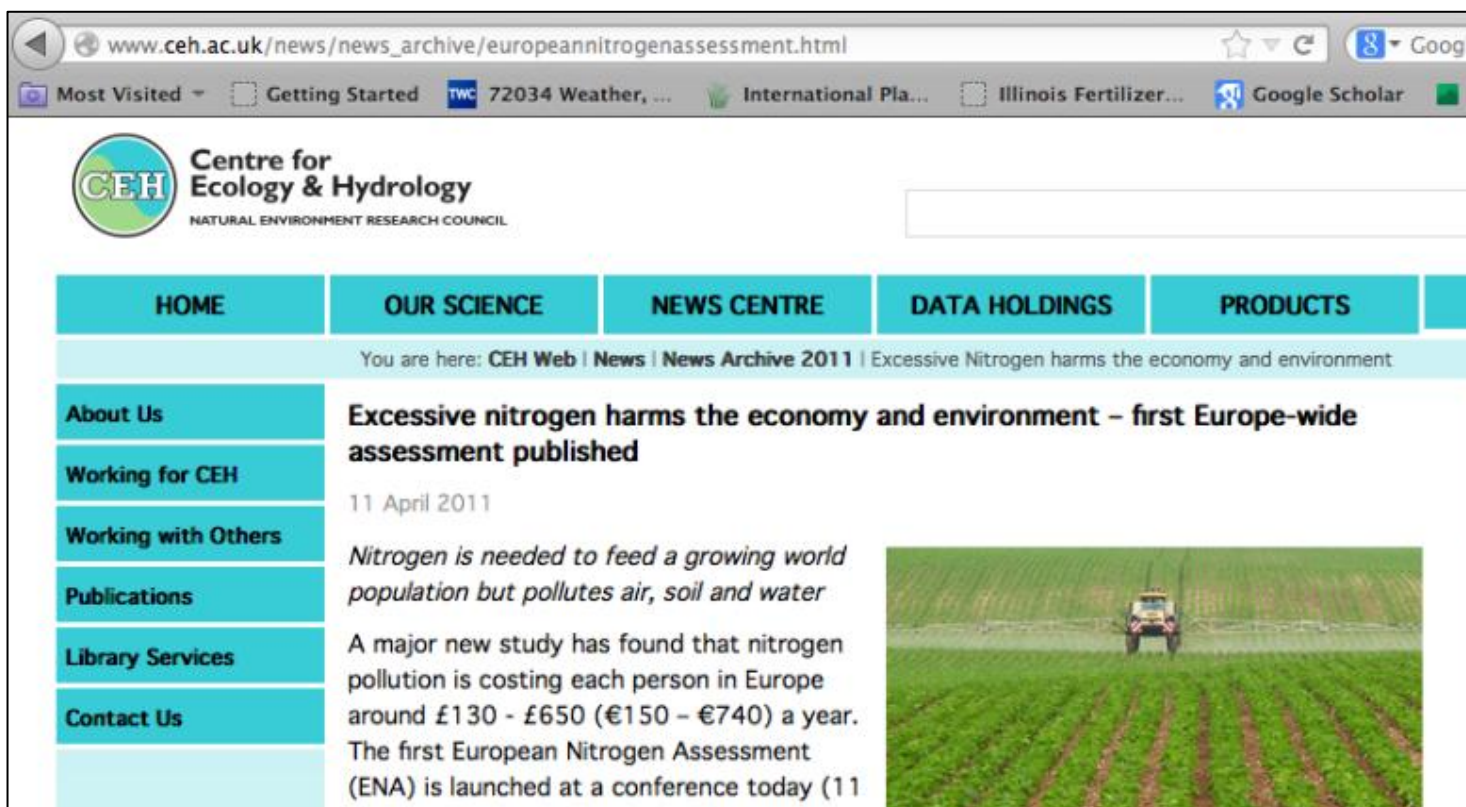 www.ceh.ac.uk/news/news_archive/europeannitrogenassessment.html
Most Visited Getting Started TWC 72034 Weather, ... International Pla... Illinois Fertilizer... Google Scholar
CEH
Centre for
Ecology & Hydrology
NATURAL ENVIRONMENT RESEARCH COUNCIL
HOME OUR SCIENCE NEWS CENTRE DATA HOLDINGS PRODUCTS
You are here: CEH Web | News | News Archive 2011 | Excessive Nitrogen harms the economy and environment
About Us
Working for CEH
Working with Others
Publications
Library Services
Contact Us
Excessive nitrogen harms the economy and environment – first Europe-wide
assessment published
11 April 2011
Nitrogen is needed to feed a growing world
population but pollutes air, soil and water
A major new study has found that nitrogen
pollution is costing each person in Europe
around £130 - £650 (€150 – €740) a year.
The first European Nitrogen Assessment
(ENA) is launched at a conference today (11